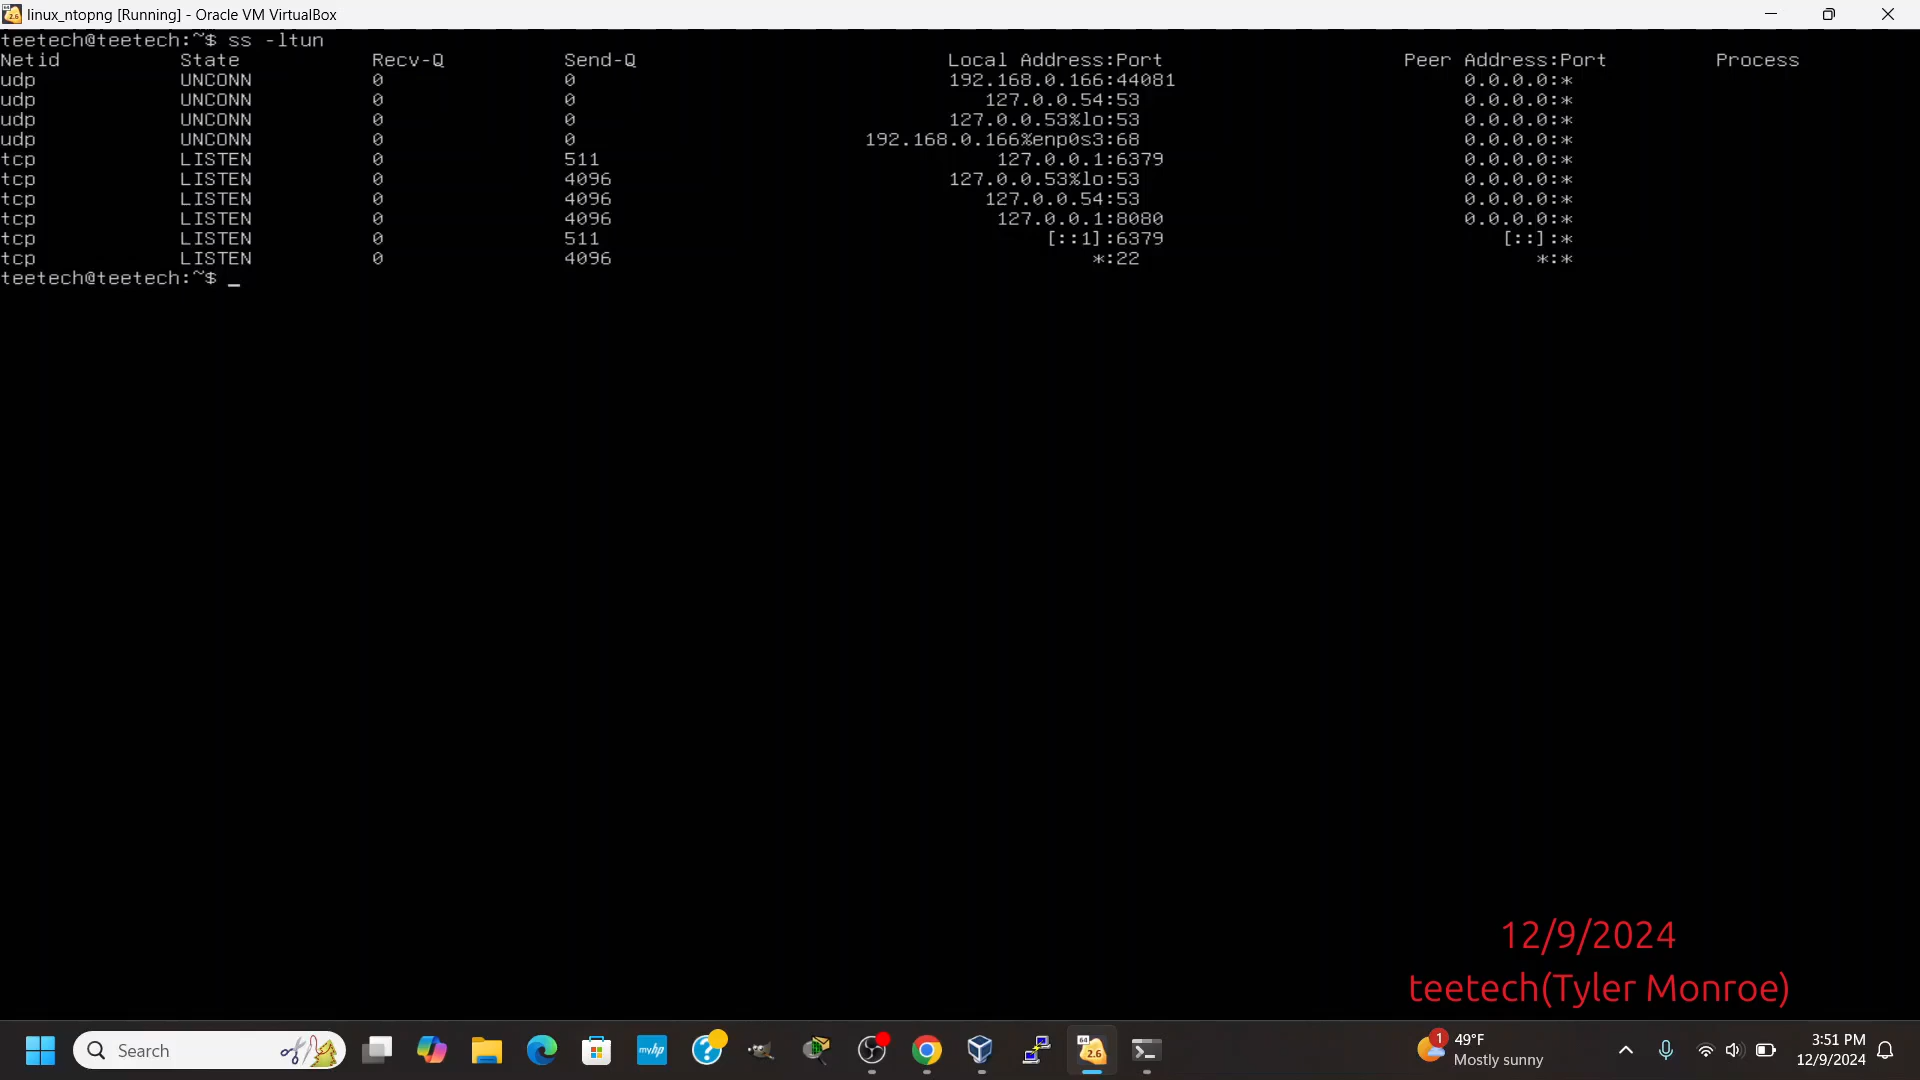 linux_ntopng [Running] - Oracle VM VirtualBox
teetech@teetech:~$ ss -ltun
Netid State Recv-Q Send-Q Local Address:Port Peer Address:Port Process
udp UNCONN 0 0 192.168.0.166:44081 0.0.0.0:*
udp UNCONN 0 0 127.0.0.54:53 0.0.0.0:*
udp UNCONN 0 0 127.0.0.53%lo:53 0.0.0.0:*
udp UNCONN 0 0 192.168.0.166%enp0s3:68 0.0.0.0:*
tcp LISTEN 0 511 127.0.0.1:6379 0.0.0.0:*
tcp LISTEN 0 4096 127.0.0.53%lo:53 0.0.0.0:*
tcp LISTEN 0 4096 127.0.0.54:53 0.0.0.0:*
tcp LISTEN 0 4096 127.0.0.1:8080 0.0.0.0:*
tcp LISTEN 0 511 [::1]:6379 [::]:*
tcp LISTEN 0 4096 *:22 *:*
teetech@teetech:~$ _
12/9/2024
teetech(Tyler Monroe)
Search
myhp
64
2.6
1
49°F
Mostly sunny
3:51 PM
12/9/2024